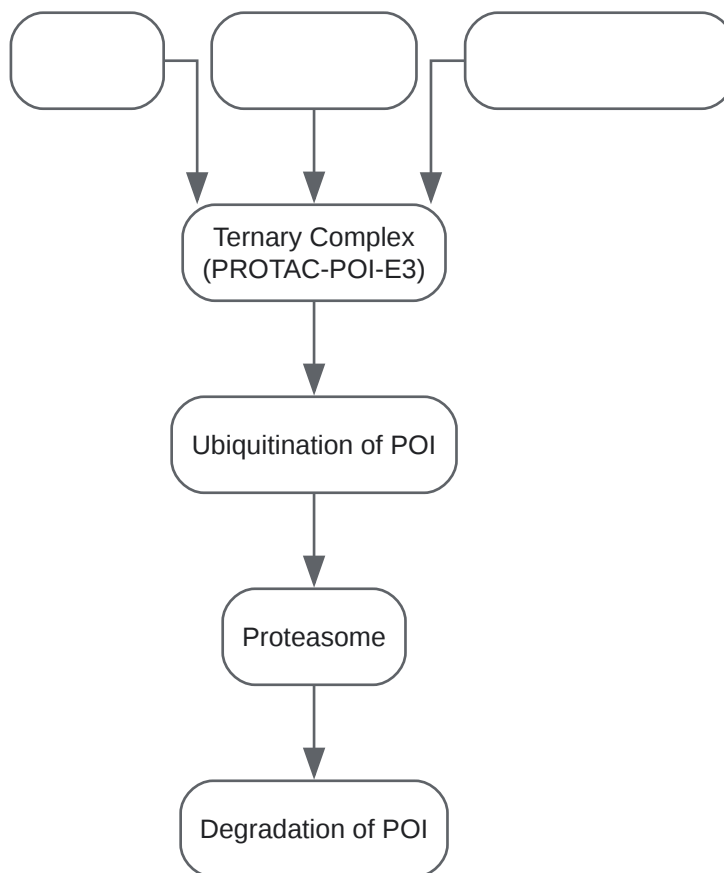 Ternary Complex
(PROTAC-POI-E3)
Ubiquitination of POI
Proteasome
Degradation of POI